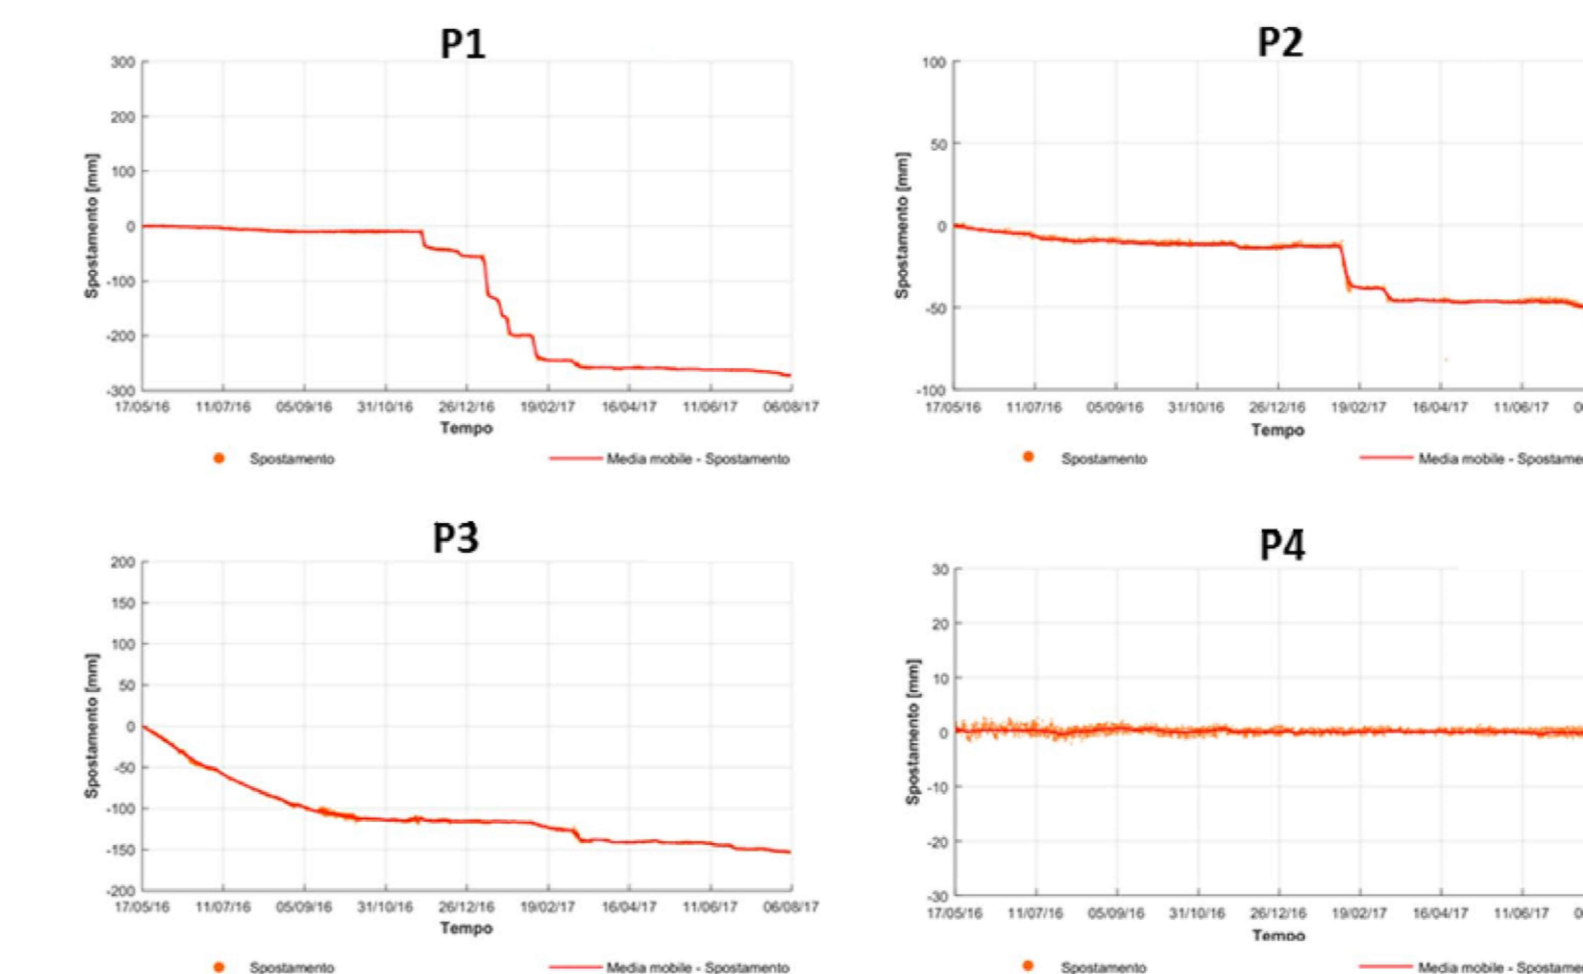 P1
300
200
100
0
-100
-200
-300
Spostamento [mm]
17/05/16 11/07/16 05/09/16 31/10/16 26/12/16 19/02/17 16/04/17 11/06/17 06/08/17
Tempo
Spostamento Media mobile - Spostamento
P2
100
50
0
-50
-100
Spostamento [mm]
17/05/16 11/07/16 05/09/16 31/10/16 26/12/16 19/02/17 16/04/17 11/06/17 0
Tempo
Spostamento Media mobile - Spostame
P3
200
150
100
50
0
-50
-100
-150
-200
Spostamento [mm]
17/05/16 11/07/16 05/09/16 31/10/16 26/12/16 19/02/17 16/04/17 11/06/17 06/08/17
Tempo
Spostamento Media mobile - Spostamento
P4
30
20
10
0
-10
-20
-30
Spostamento [mm]
17/05/16 11/07/16 05/09/16 31/10/16 26/12/16 19/02/17 16/04/17 11/06/17 0
Tempo
Spostamento Media mobile - Spostame